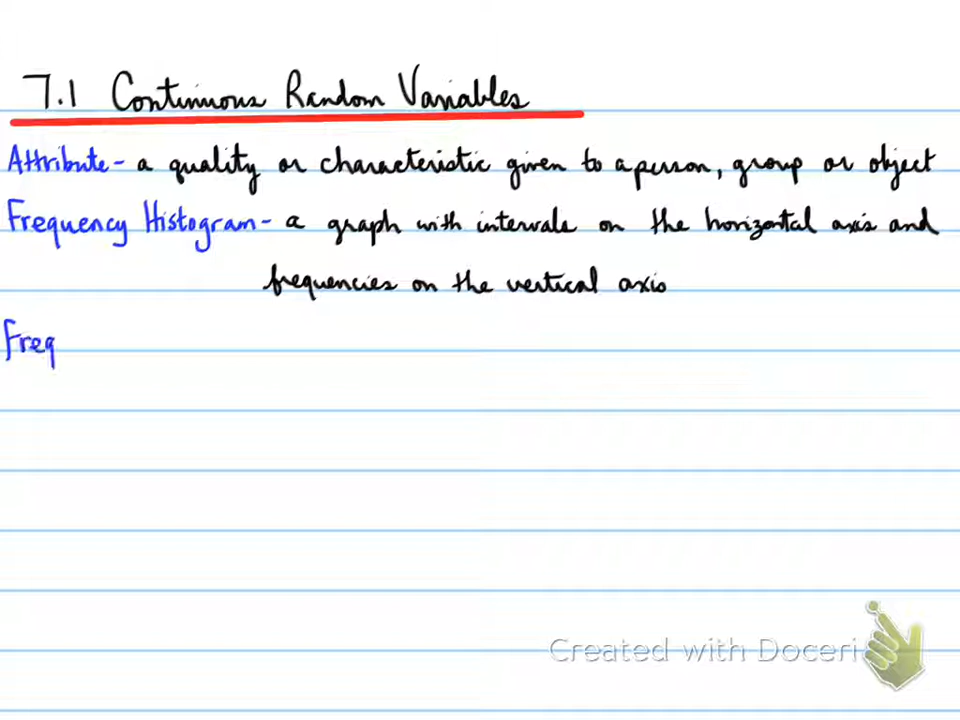 7.1 Continuous Random Variables
Attribute - a quality or characteristic given to a person, group or object
Frequency Histogram - a graph with intervals on the horizontal axis and
frequencies on the vertical axis
Freq
Created with Doceri